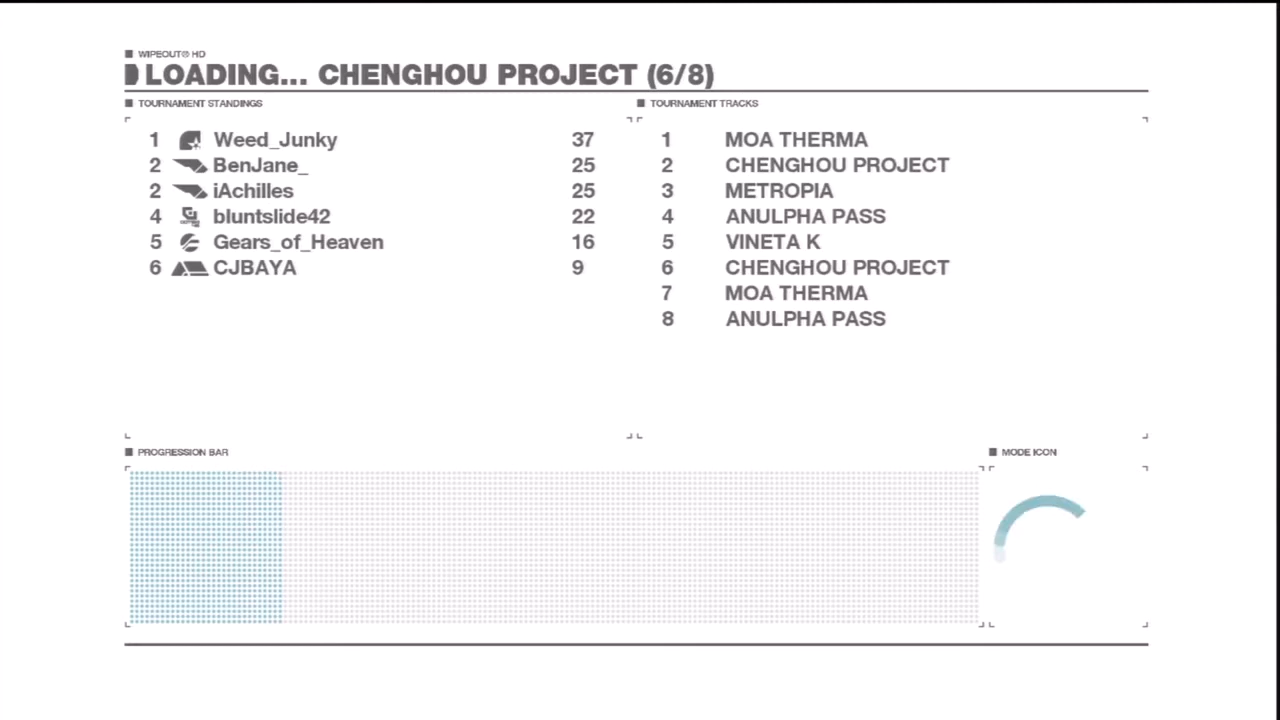 WIPEOUT® HD
LOADING... CHENGHOU PROJECT (6/8)
TOURNAMENT STANDINGS
1 Weed_Junky 37
2 BenJane_ 25
2 iAchilles 25
4 bluntslide42 22
5 Gears_of_Heaven 16
6 CJBAYA 9
TOURNAMENT TRACKS
1 MOA THERMA
2 CHENGHOU PROJECT
3 METROPIA
4 ANULPHA PASS
5 VINETA K
6 CHENGHOU PROJECT
7 MOA THERMA
8 ANULPHA PASS
PROGRESSION BAR
MODE ICON